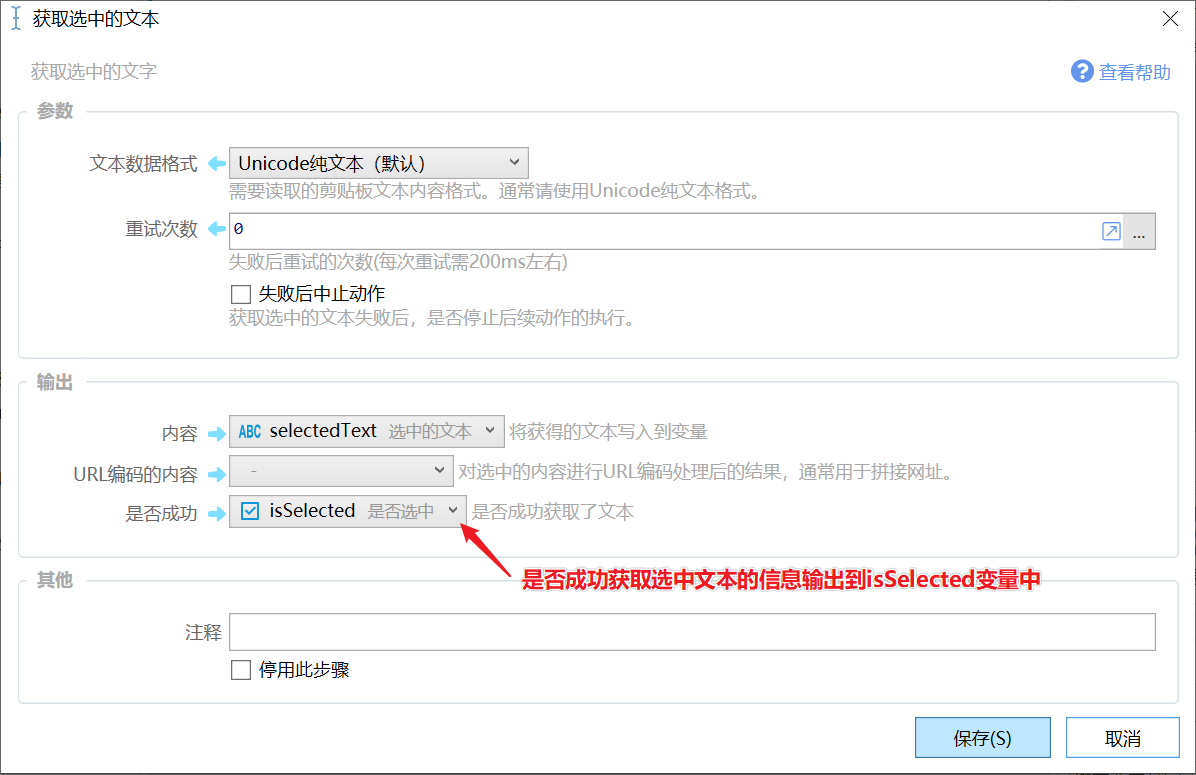 获取选中的文本
获取选中的文字
查看帮助
参数
文本数据格式 Unicode纯文本（默认）
需要读取的剪贴板文本内容格式。通常请使用Unicode纯文本格式。
重试次数 0 ...
失败后重试的次数(每次重试需200ms左右)
失败后中止动作
获取选中的文本失败后，是否停止后续动作的执行。
输出
内容 ABC selectedText 选中的文本 将获得的文本写入到变量
URL编码的内容 - 对选中的内容进行URL编码处理后的结果，通常用于拼接网址。
是否成功 isSelected 是否选中 是否成功获取了文本
是否成功获取选中文本的信息输出到isSelected变量中
其他
注释
停用此步骤
保存(S) 取消